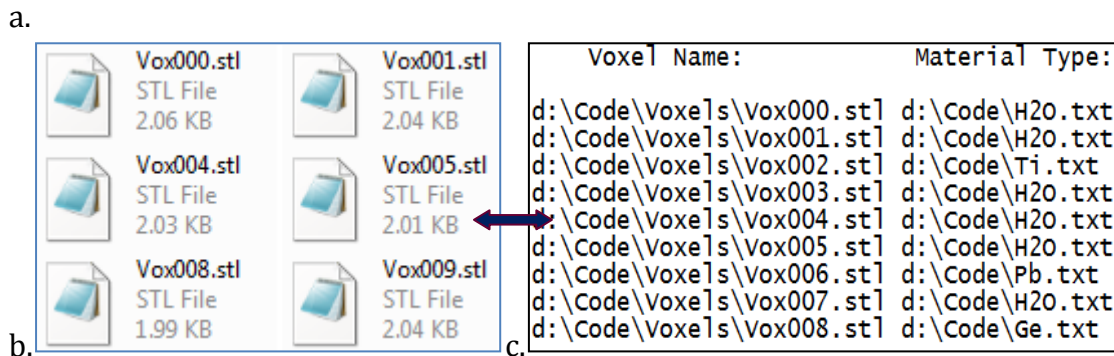 a.
Vox000.stl
STL File
2.06 KB
Vox001.stl
STL File
2.04 KB
Vox004.stl
STL File
2.03 KB
Vox005.stl
STL File
2.01 KB
Vox008.stl
STL File
1.99 KB
Vox009.stl
STL File
2.04 KB
b.
Voxel Name: Material Type:
d:\Code\Voxels\Vox000.stl d:\Code\H2O.txt
d:\Code\Voxels\Vox001.stl d:\Code\H2O.txt
d:\Code\Voxels\Vox002.stl d:\Code\Ti.txt
d:\Code\Voxels\Vox003.stl d:\Code\H2O.txt
d:\Code\Voxels\Vox004.stl d:\Code\H2O.txt
d:\Code\Voxels\Vox005.stl d:\Code\H2O.txt
d:\Code\Voxels\Vox006.stl d:\Code\Pb.txt
d:\Code\Voxels\Vox007.stl d:\Code\H2O.txt
d:\Code\Voxels\Vox008.stl d:\Code\Ge.txt
c.